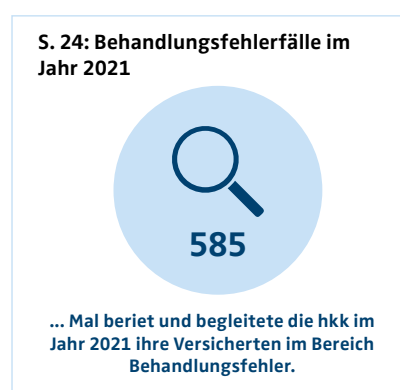 S. 24: Behandlungsfehlerfälle im
Jahr 2021
585
... Mal beriet und begleitete die hkk im
Jahr 2021 ihre Versicherten im Bereich
Behandlungsfehler.